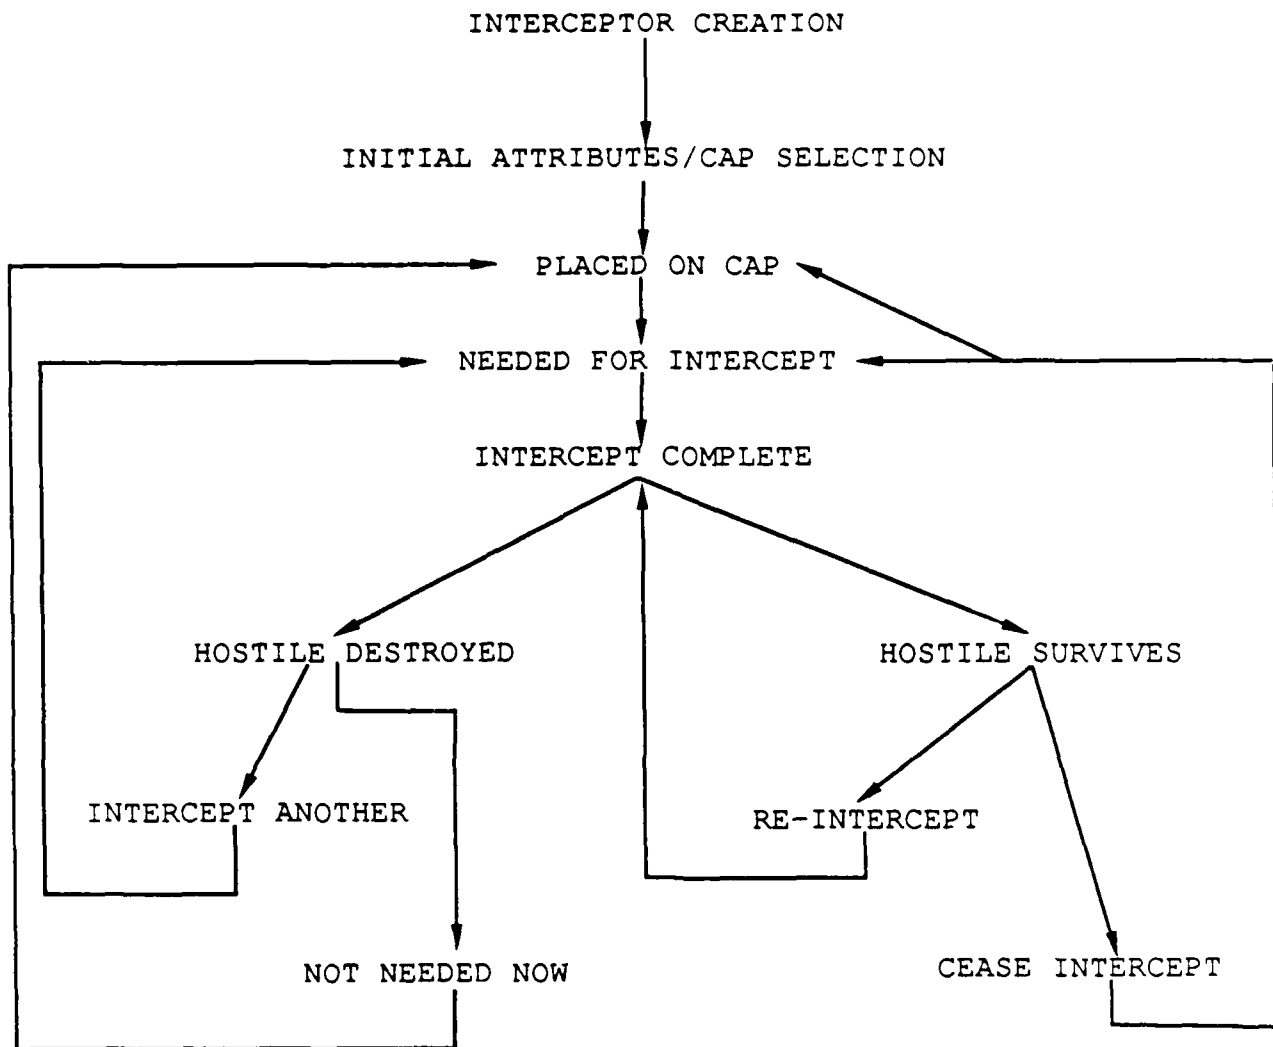 INTERCEPTOR CREATION
INITIAL ATTRIBUTES/CAP SELECTION
PLACED ON CAP
NEEDED FOR INTERCEPT
INTERCEPT COMPLETE
HOSTILE DESTROYED
HOSTILE SURVIVES
INTERCEPT ANOTHER
RE-INTERCEPT
NOT NEEDED NOW
CEASE INTERCEPT